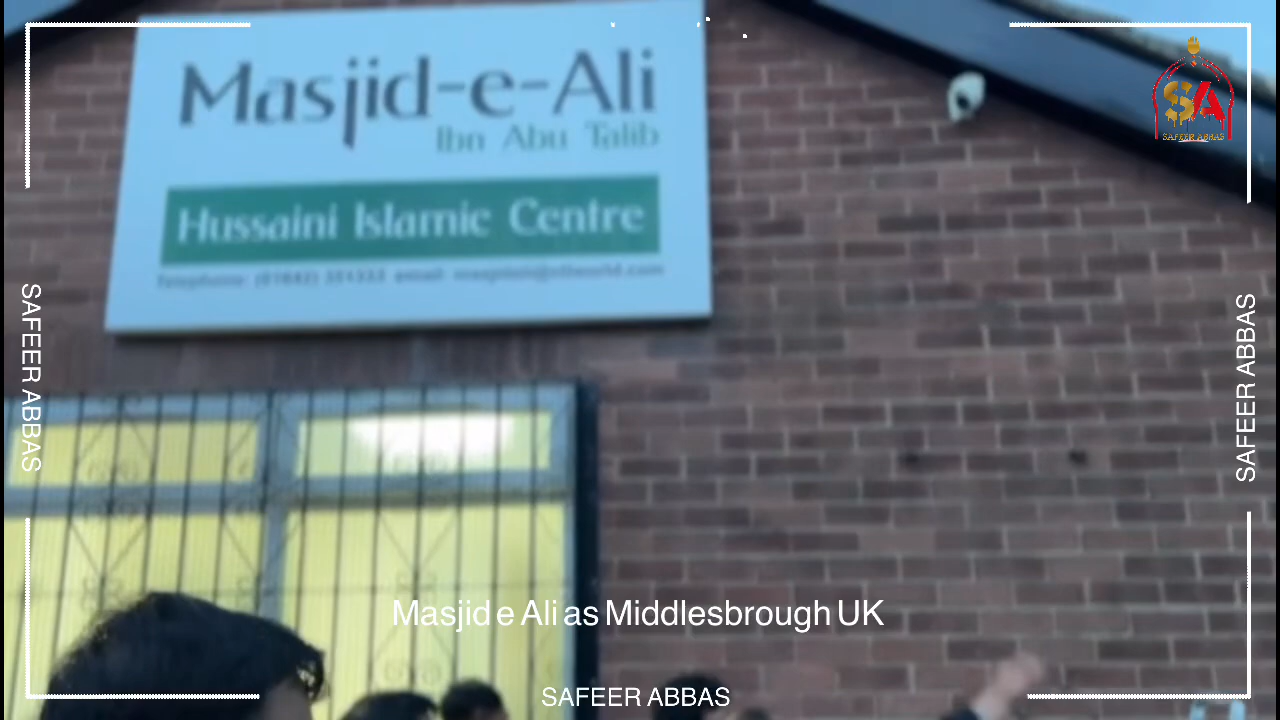 Masjid-e-Ali
Ibn Abu Talib
Hussaini Islamic Centre
SA
SAFEER ABBAS
SAFEER ABBAS
SAFEER ABBAS
Masjid e Ali as Middlesbrough UK
SAFEER ABBAS